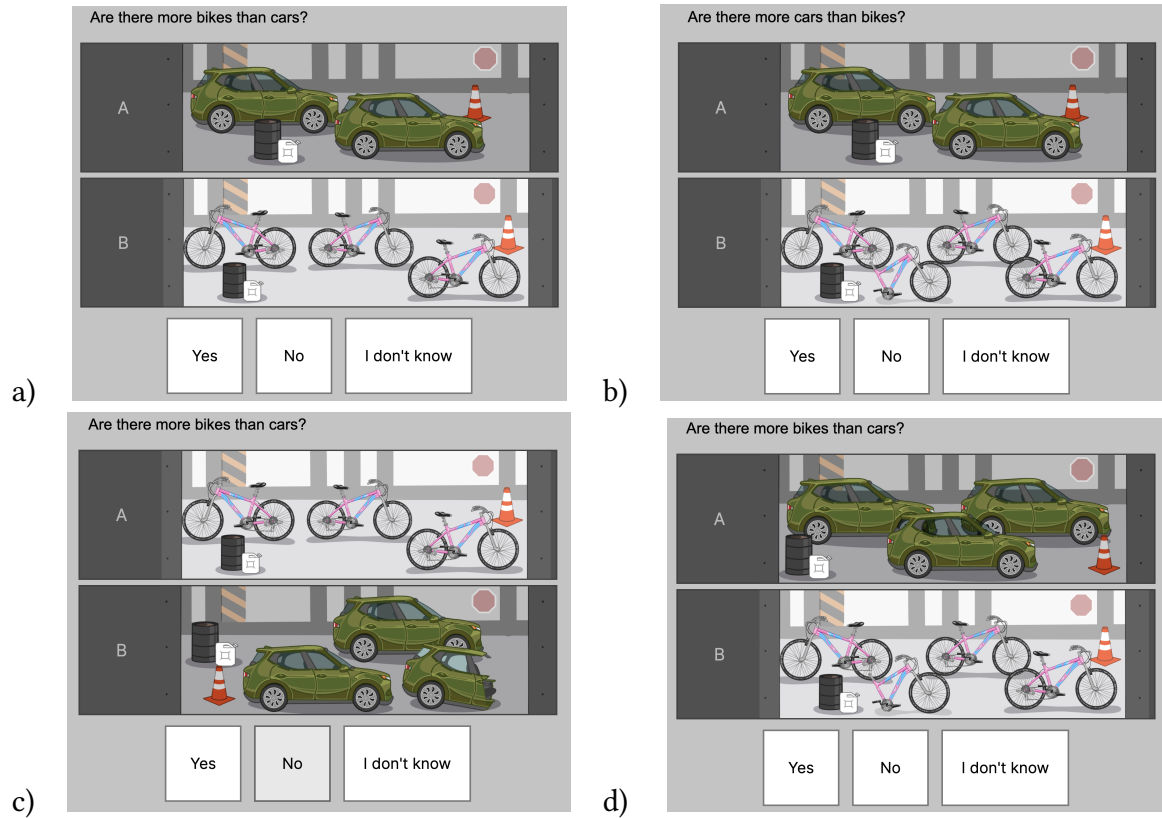 Are there more bikes than cars?
A
B
Yes No I don't know
a)
Are there more cars than bikes?
A
B
Yes No I don't know
b)
Are there more bikes than cars?
A
B
Yes No I don't know
c)
Are there more bikes than cars?
A
B
Yes No I don't know
d)